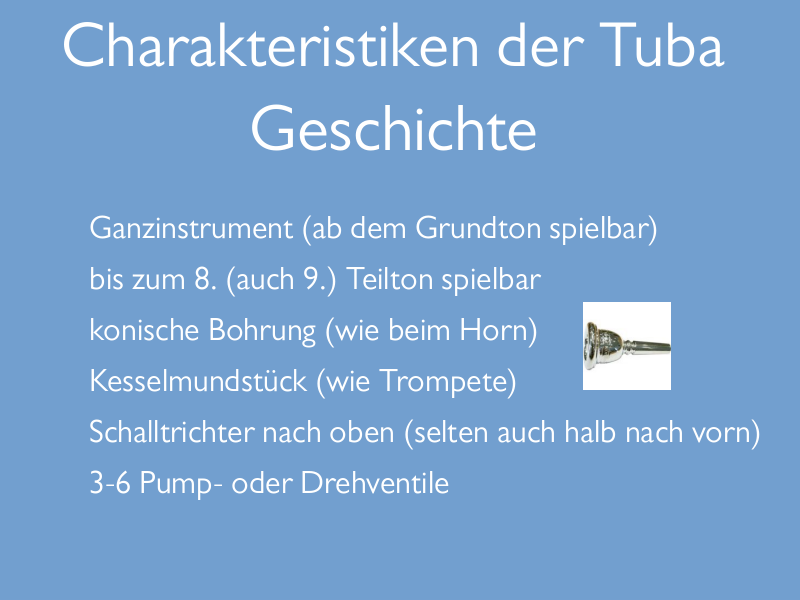 Charakteristiken der Tuba
Geschichte
Ganzinstrument (ab dem Grundton spielbar)
bis zum 8. (auch 9.) Teilton spielbar
konische Bohrung (wie beim Horn)
Kesselmundstück (wie Trompete)
Schalltrichter nach oben (selten auch halb nach vorn)
3-6 Pump- oder Drehventile